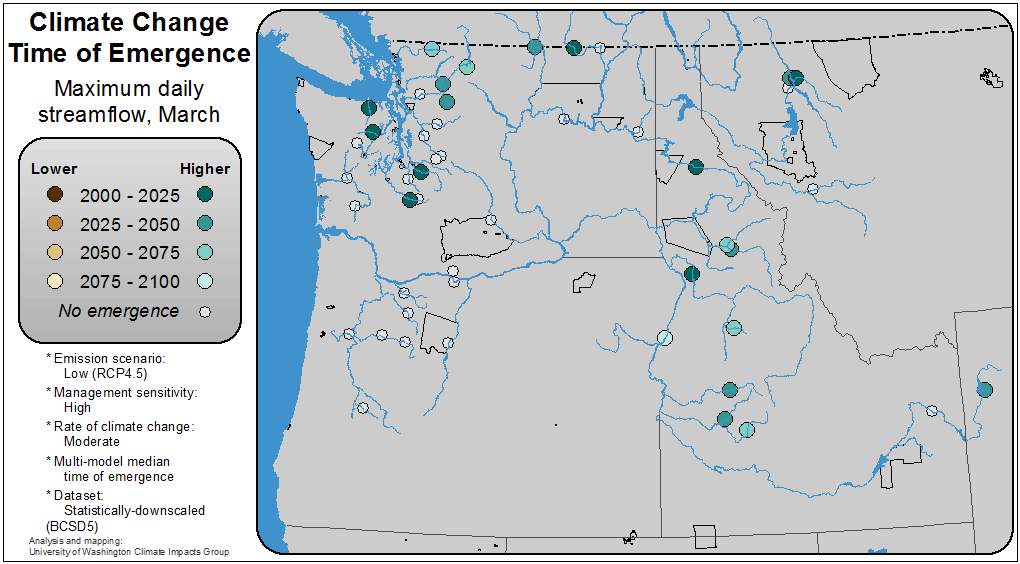 Climate Change
Time of Emergence
Maximum daily
streamflow, March
Lower Higher
2000 - 2025
2025 - 2050
2050 - 2075
2075 - 2100
No emergence
* Emission scenario:
Low (RCP4.5)
* Management sensitivity:
High
* Rate of climate change:
Moderate
* Multi-model median
time of emergence
* Dataset:
Statistically-downscaled
(BCSD5)
Analysis and mapping:
University of Washington Climate Impacts Group